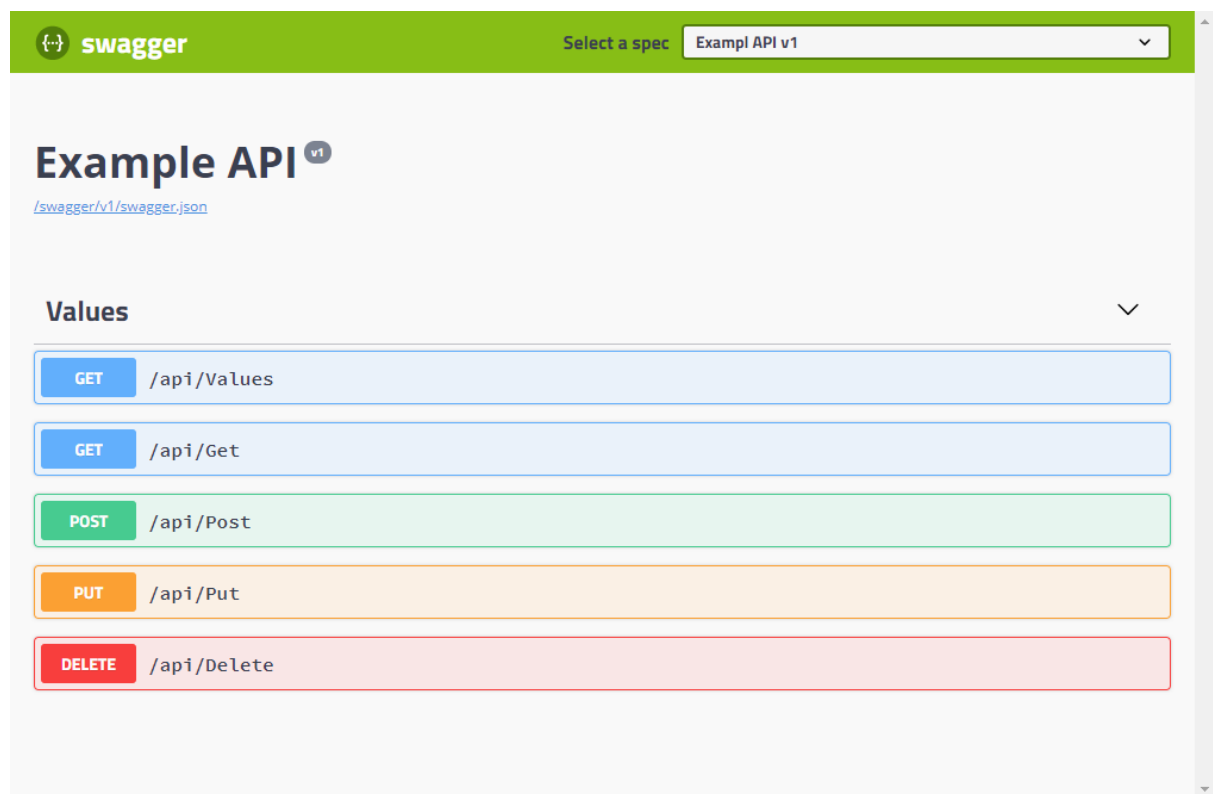 {··} swagger Select a spec Exampl API v1
Example API v1
/swagger/v1/swagger.json
Values
GET /api/Values
GET /api/Get
POST /api/Post
PUT /api/Put
DELETE /api/Delete